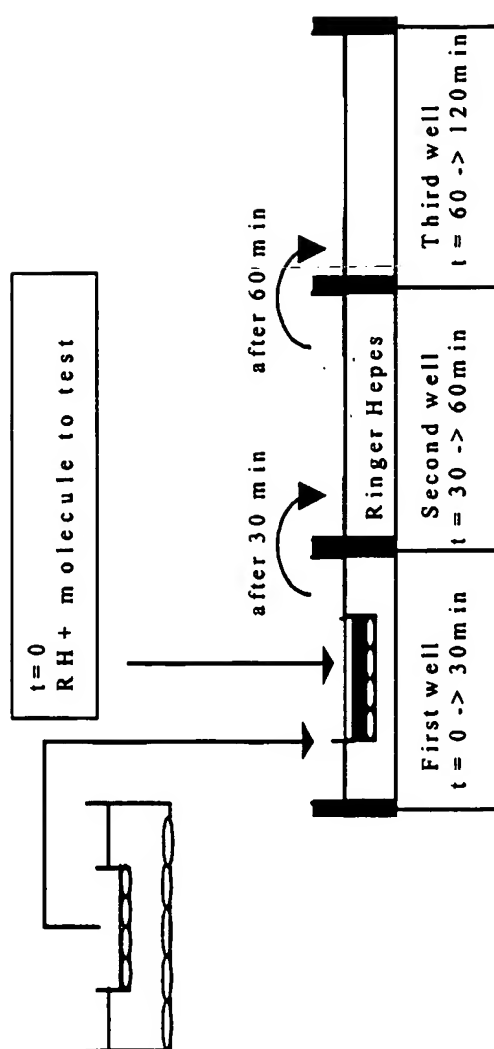 t=0
RH+ molecule to test
after 30 min
after 60 min
Ringer Hepes
First well
t = 0 -> 30min
Second well
t = 30 -> 60min
Third well
t = 60 -> 120min